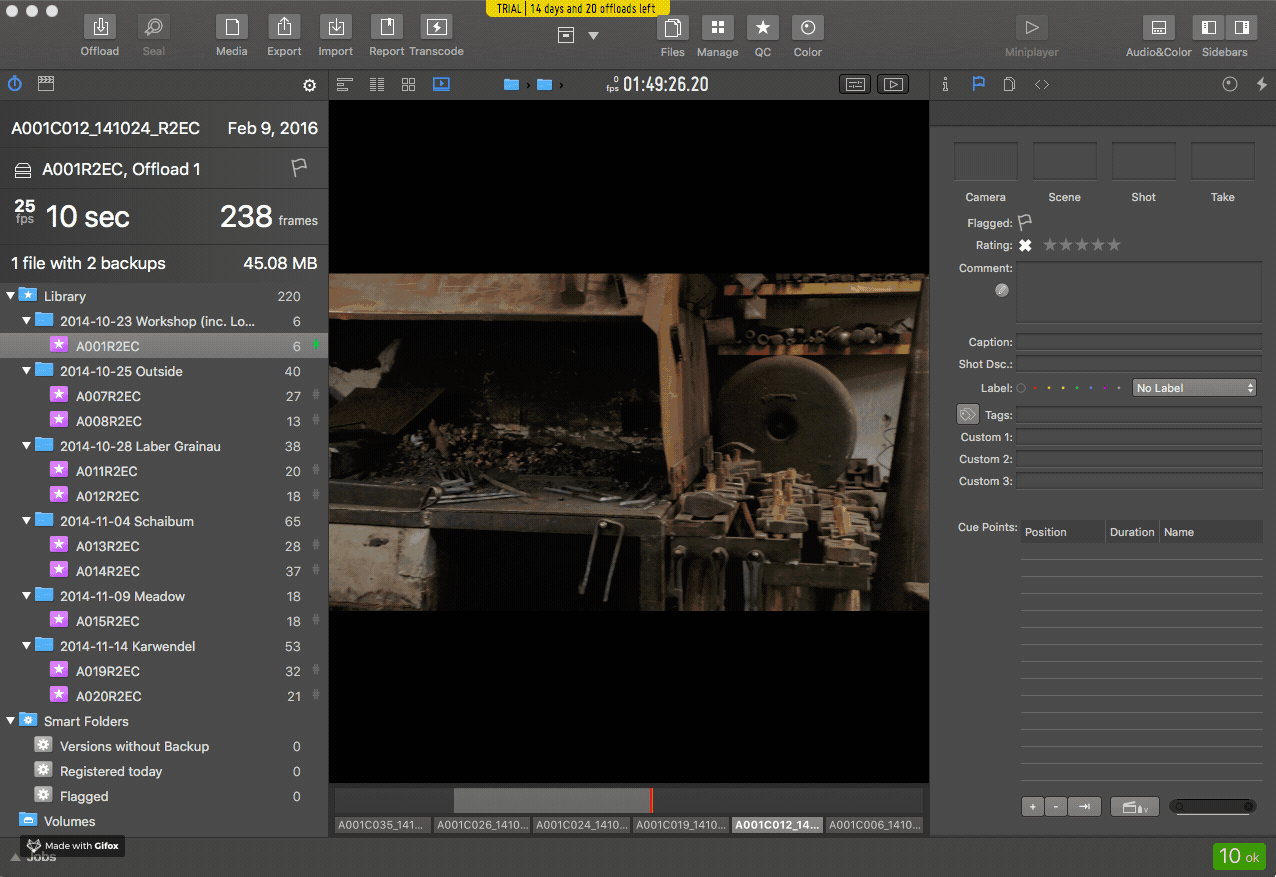 TRIAL | 14 days and 20 offloads left
Offload
Seal
Media
Export
Import
Report
Transcode
Files
Manage
QC
Color
Miniplayer
Audio&Color
Sidebars
0 fps 01:49:26.20
A001C012_141024_R2EC Feb 9, 2016
A001R2EC, Offload 1
25 fps 10 sec 238 frames
1 file with 2 backups 45.08 MB
Library 220
2014-10-23 Workshop (inc. Lo... 6
A001R2EC 6
2014-10-25 Outside 40
A007R2EC 27 #
A008R2EC 13 #
2014-10-28 Laber Grainau 38
A011R2EC 20 #
A012R2EC 18 #
2014-11-04 Schaibum 65
A013R2EC 28 #
A014R2EC 37 #
2014-11-09 Meadow 18
A015R2EC 18 #
2014-11-14 Karwendel 53
A019R2EC 32 #
A020R2EC 21 #
Smart Folders
Versions without Backup 0
Registered today 0
Flagged 0
Volumes
Made with Gifox
Jobs
A001C035_141...
A001C026_1410...
A001C024_1410...
A001C019_1410...
A001C012_14...
A001C006_1410...
Camera
Scene
Shot
Take
Flagged:
Rating:
Comment:
Caption:
Shot Dsc.:
Label: No Label
Tags:
Custom 1:
Custom 2:
Custom 3:
Cue Points: Position Duration Name
+ -
10 ok